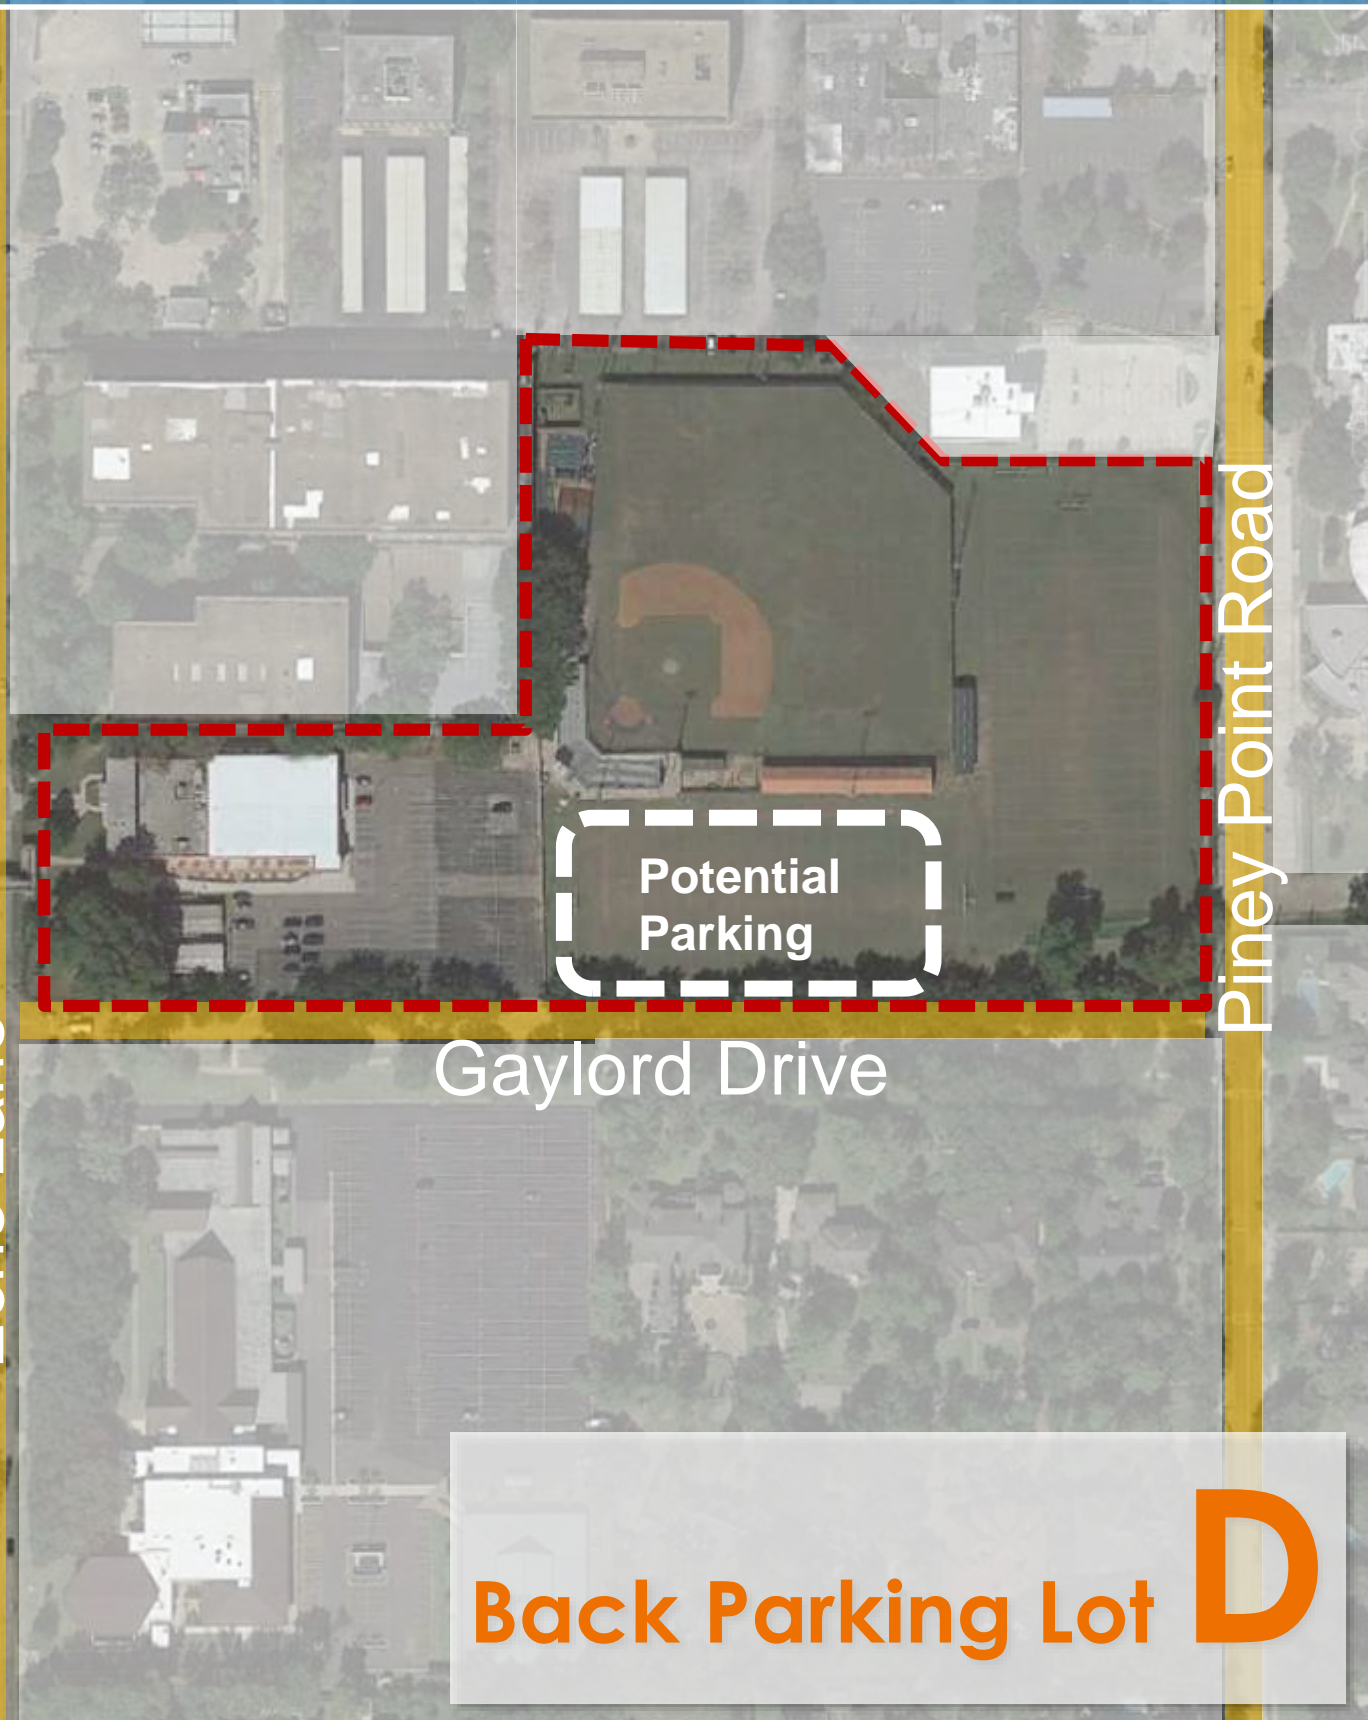 Potential
Parking
Piney Point Road
Gaylord Drive
Back Parking Lot D